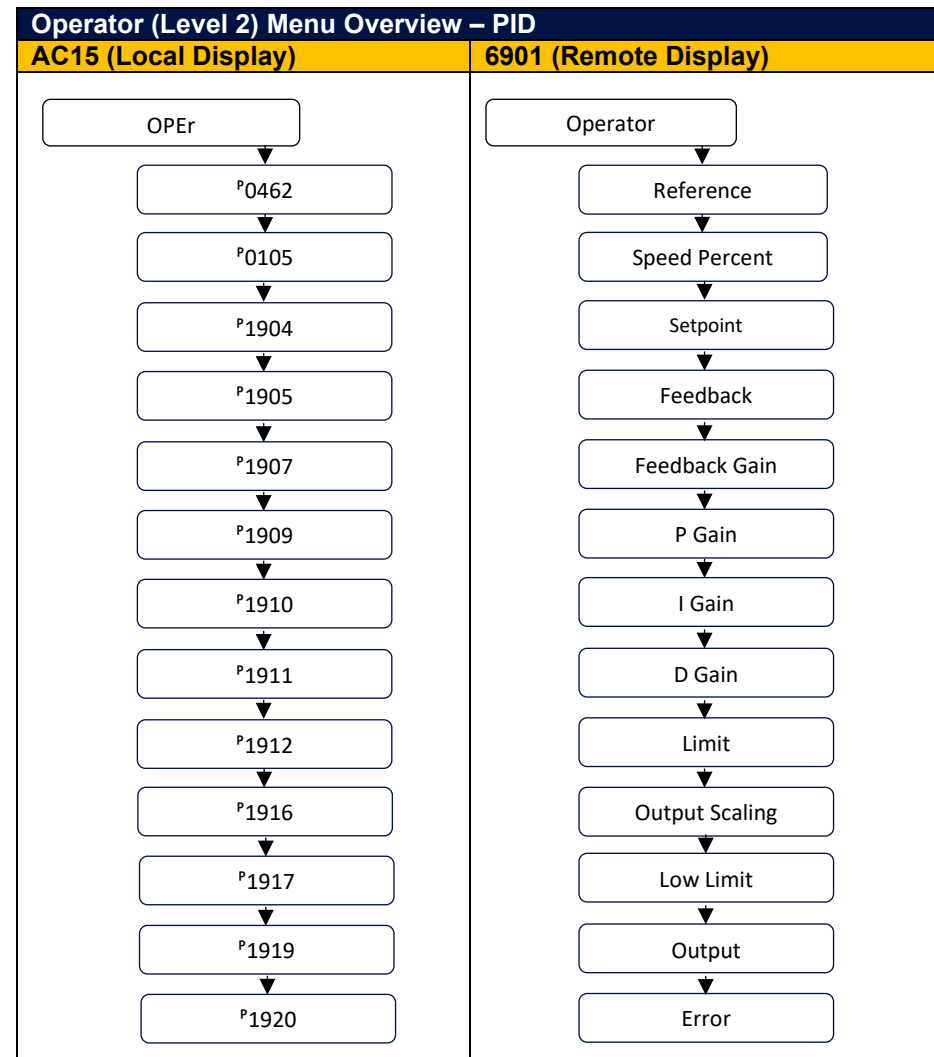 Operator (Level 2) Menu Overview – PID
AC15 (Local Display)
6901 (Remote Display)
OPEr
ᴾ0462
ᴾ0105
ᴾ1904
ᴾ1905
ᴾ1907
ᴾ1909
ᴾ1910
ᴾ1911
ᴾ1912
ᴾ1916
ᴾ1917
ᴾ1919
ᴾ1920
Operator
Reference
Speed Percent
Setpoint
Feedback
Feedback Gain
P Gain
I Gain
D Gain
Limit
Output Scaling
Low Limit
Output
Error